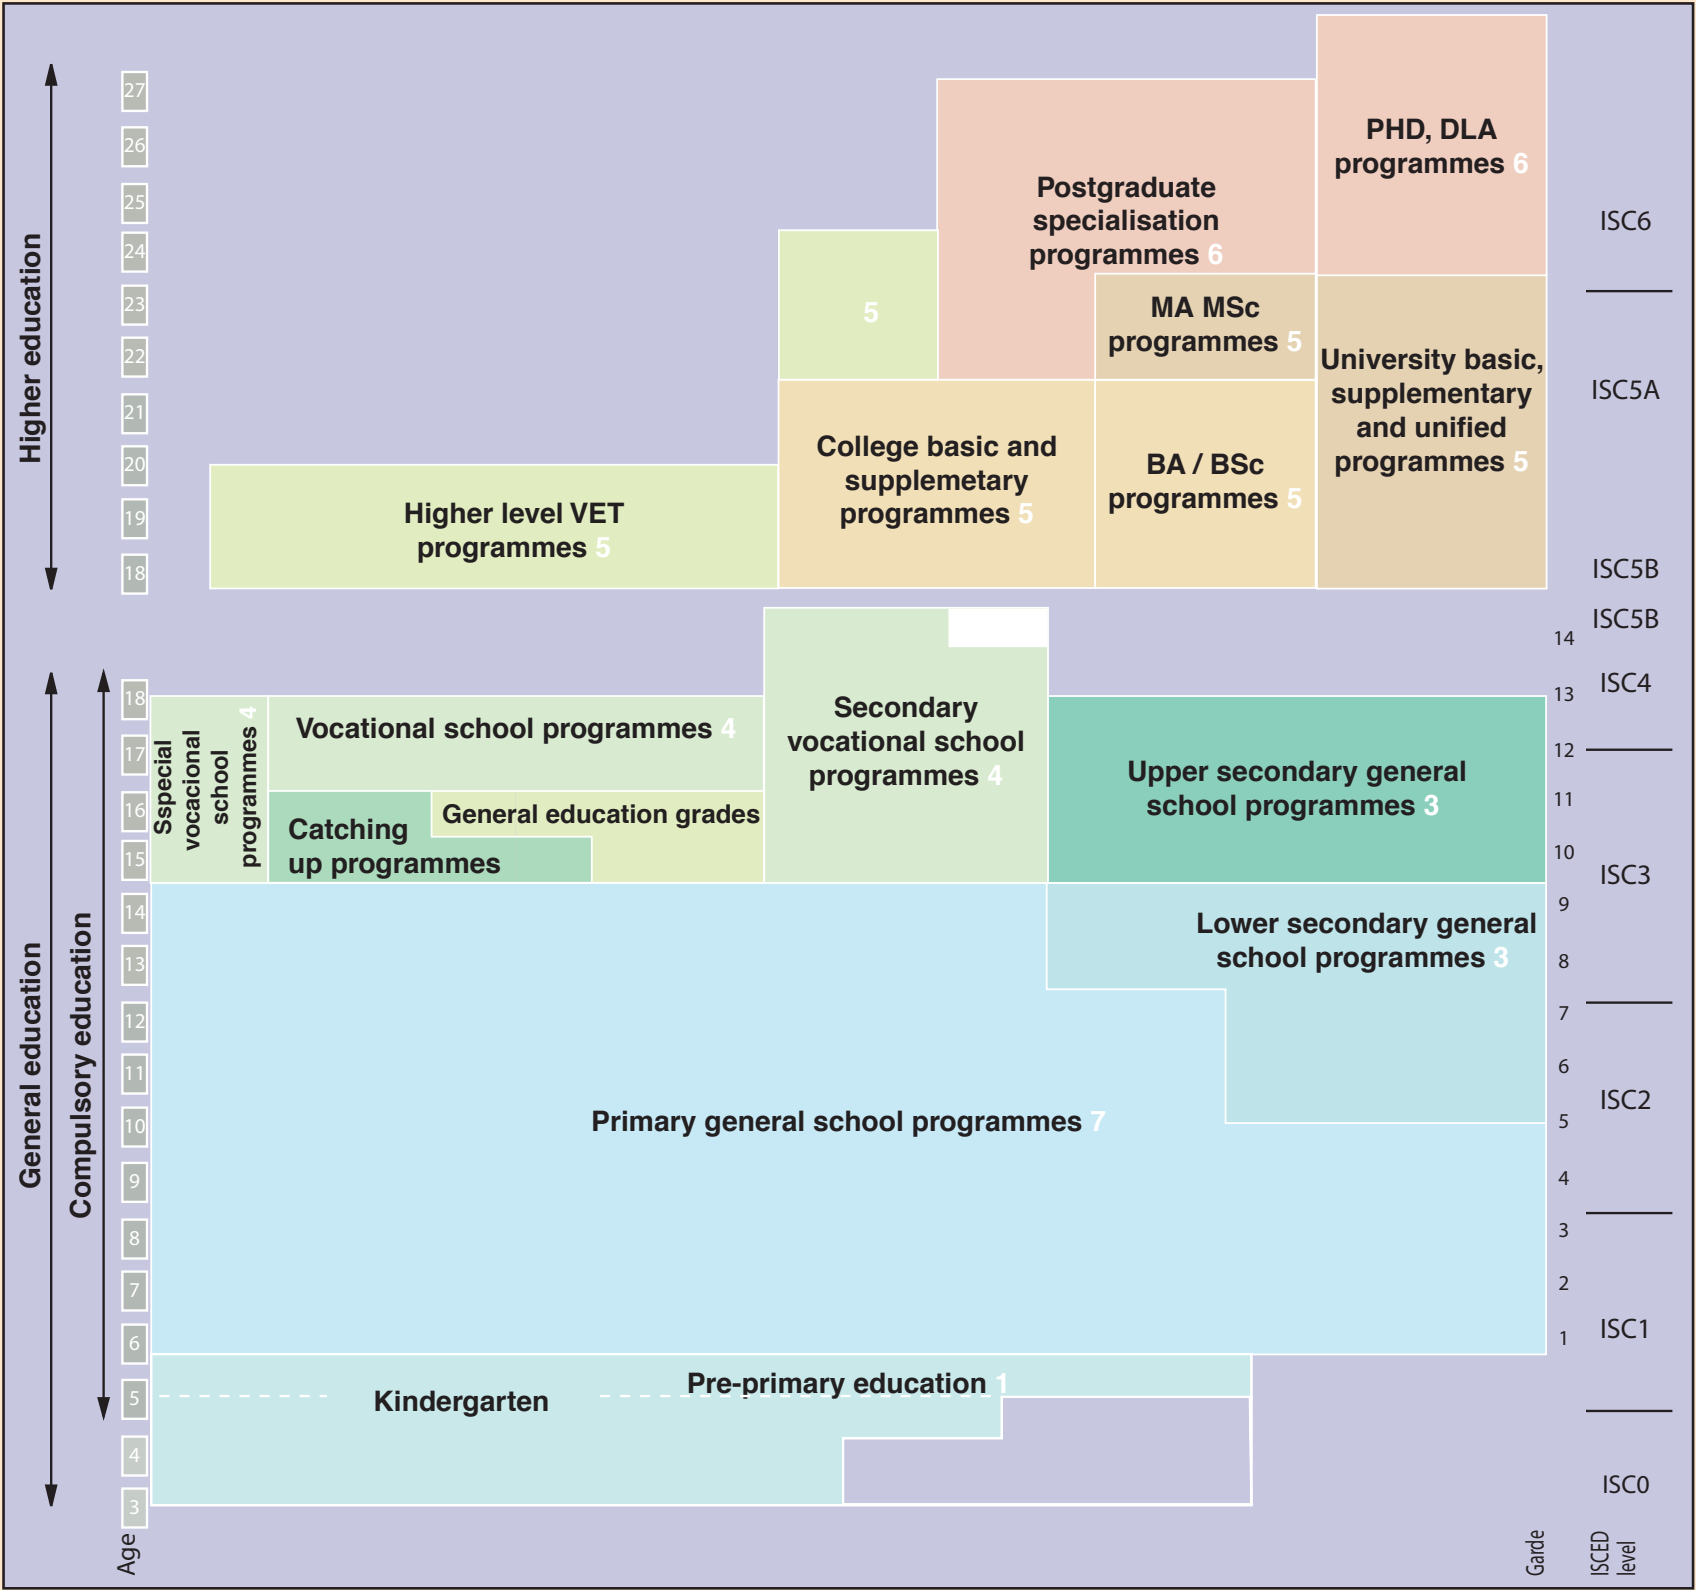 Higher education
General education
Compulsory education
27
26
25
24
23
22
21
20
19
18
18
17
16
15
14
13
12
11
10
9
8
7
6
5
4
3
Age
PHD, DLA
programmes 6
Postgraduate
specialisation
programmes 6
5
MA MSc
programmes 5
University basic,
supplementary
and unified
programmes 5
College basic and
supplemetary
programmes 5
BA / BSc
programmes 5
Higher level VET
programmes 5
Sspecial
vocacional
school
programmes 4
Vocational school programmes 4
Secondary
vocational school
programmes 4
Upper secondary general
school programmes 3
General education grades
Catching
up programmes
Lower secondary general
school programmes 3
Primary general school programmes 7
Pre-primary education 1
Kindergarten
14
13
12
11
10
9
8
7
6
5
4
3
2
1
Garde
ISC6
ISC5A
ISC5B
ISC5B
ISC4
ISC3
ISC2
ISC1
ISC0
ISCED
level